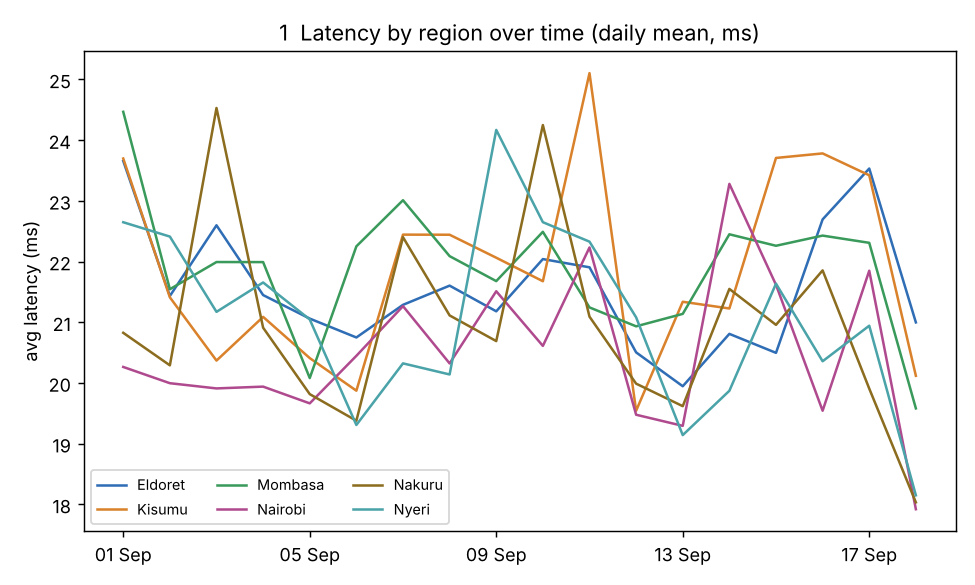 1 Latency by region over time (daily mean, ms)
avg latency (ms)
25
24
23
22
21
20
19
18
Eldoret Mombasa Nakuru
Kisumu Nairobi Nyeri
01 Sep 05 Sep 09 Sep 13 Sep 17 Sep